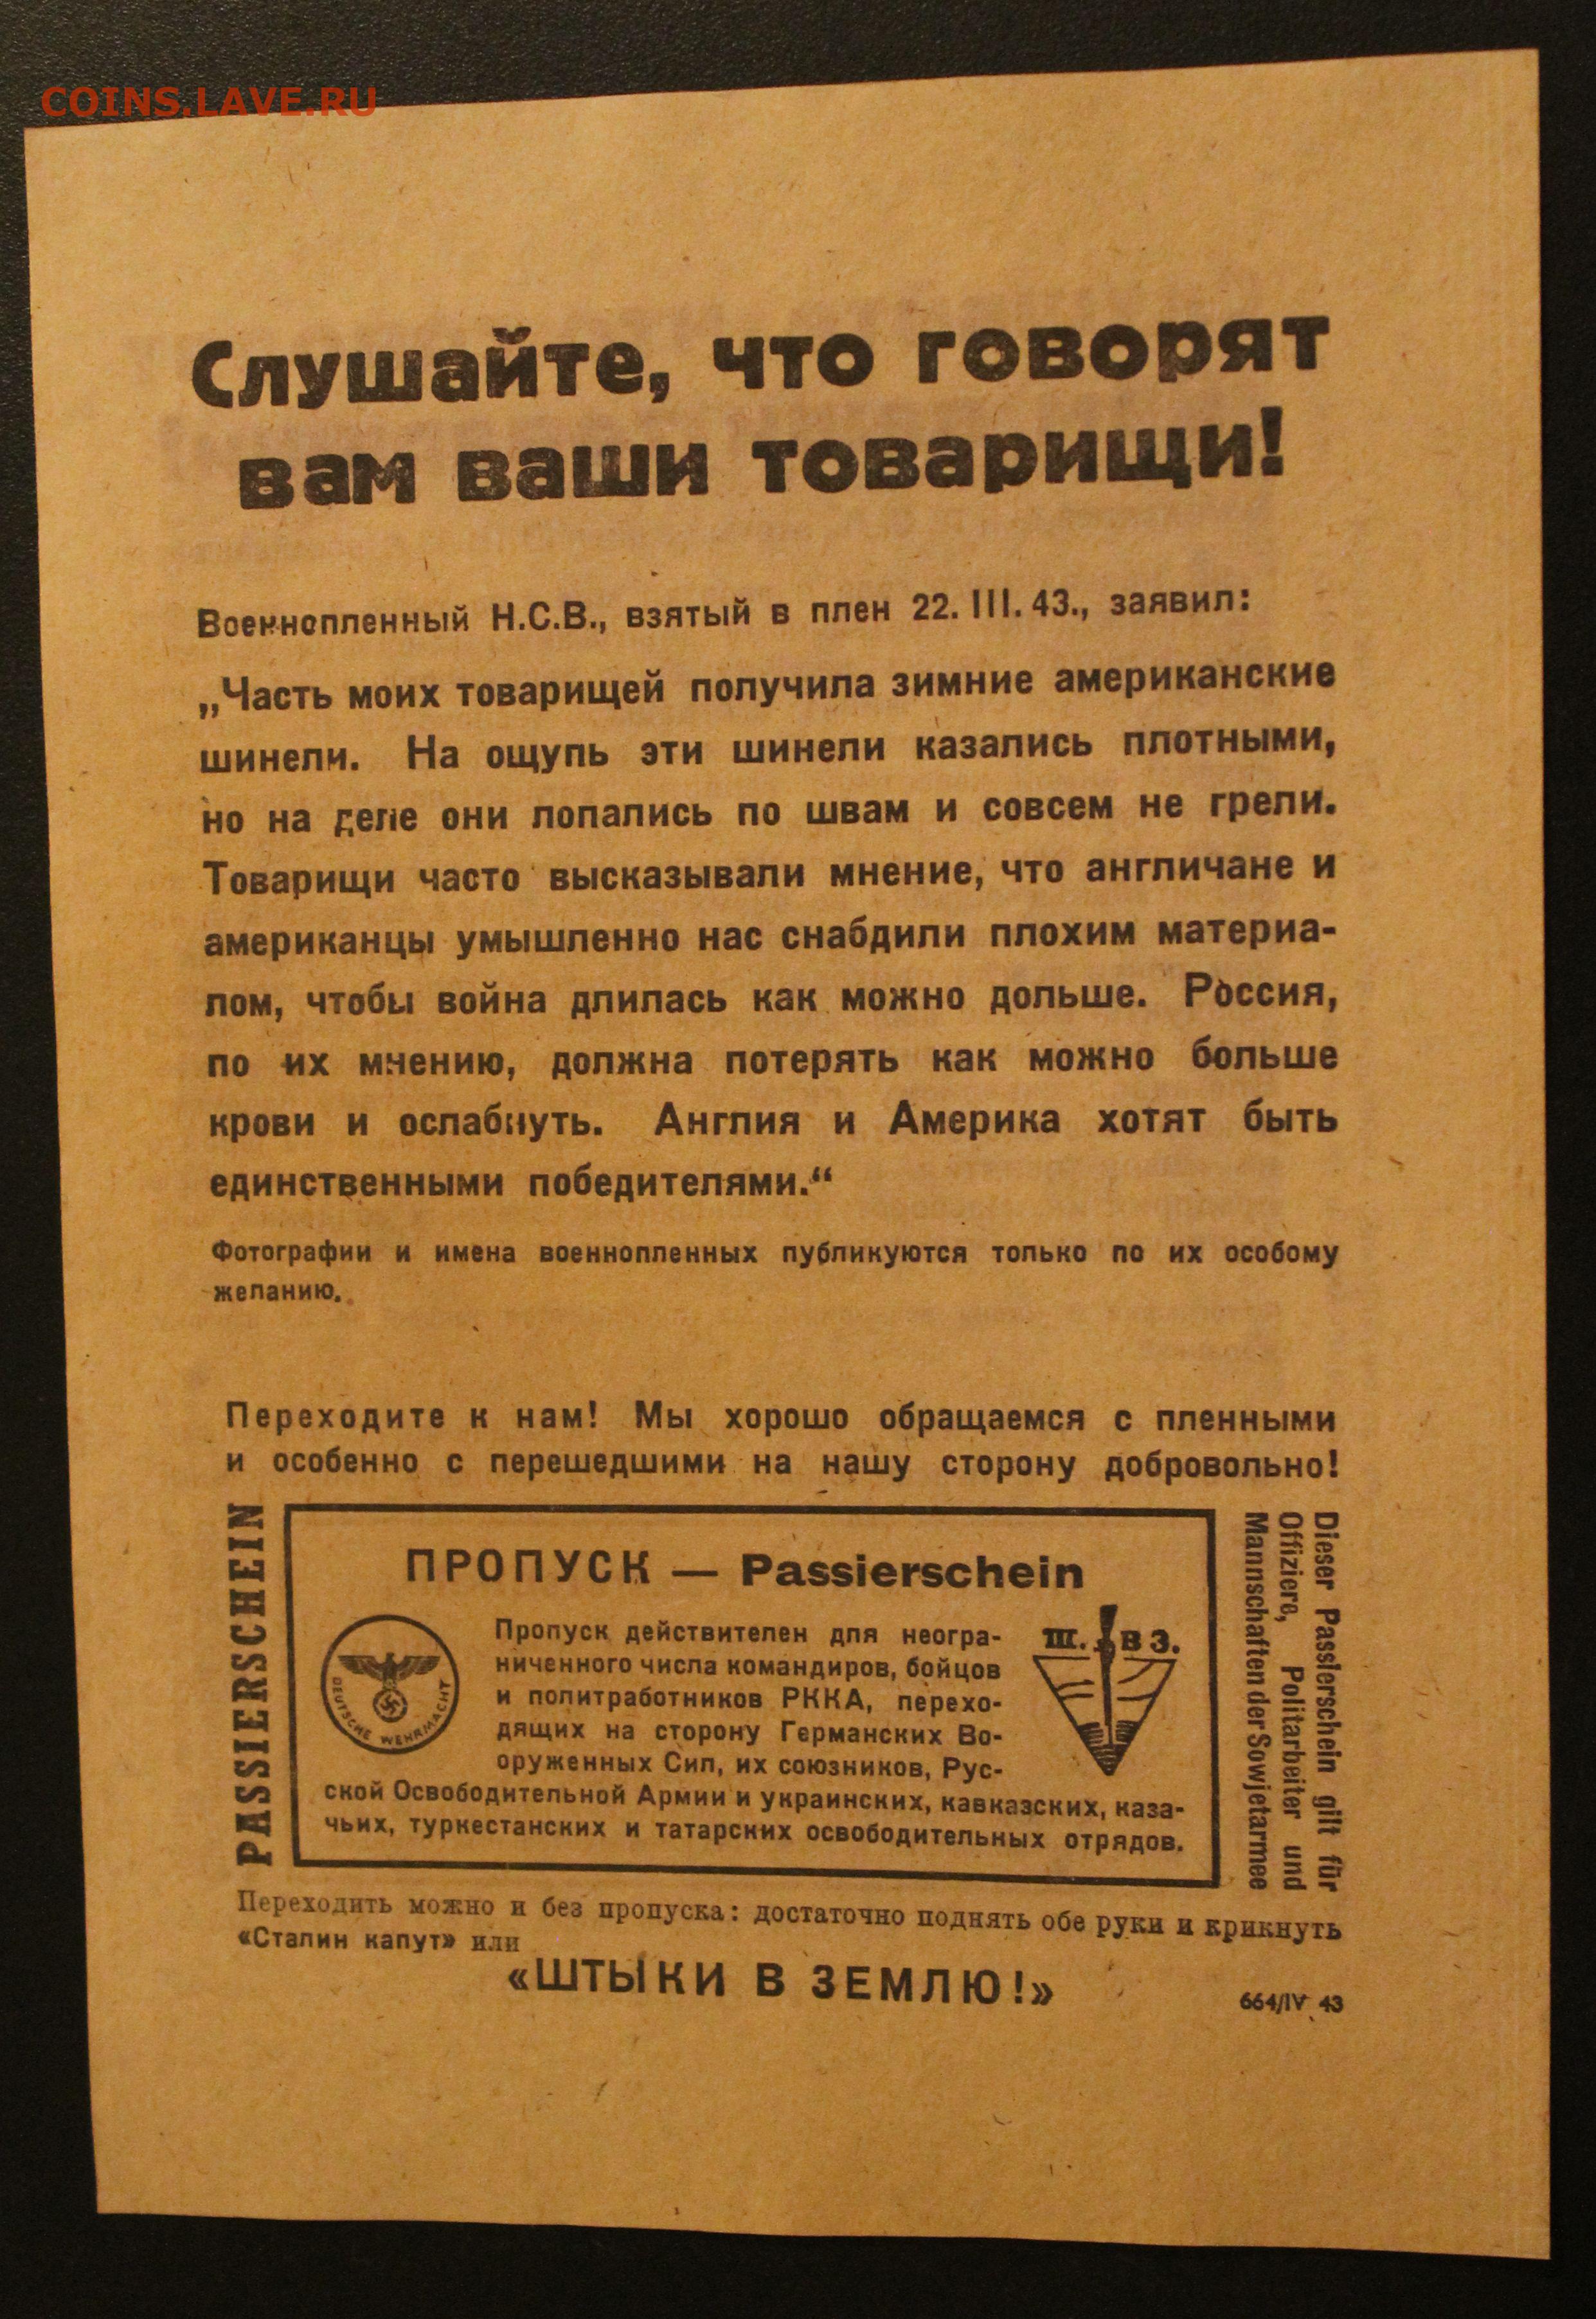 COINS.LAVE.RU
Слушайте, что говорят
вам ваши товарищи!
Военнопленный Н.С.В., взятый в плен 22. III. 43., заявил:
„Часть моих товарищей получила зимние американские
шинели. На ощупь эти шинели казались плотными,
но на деле они лопались по швам и совсем не грели.
Товарищи часто высказывали мнение, что англичане и
американцы умышленно нас снабдили плохим материа-
лом, чтобы война длилась как можно дольше. Россия,
по их мнению, должна потерять как можно больше
крови и ослабнуть. Англия и Америка хотят быть
единственными победителями.“
Фотографии и имена военнопленных публикуются только по их особому
желанию.
Переходите к нам! Мы хорошо обращаемся с пленными
и особенно с перешедшими на нашу сторону добровольно!
PASSIERSCHEIN
ПРОПУСК — Passierschein
DEUTSCHE WEHRMACHT
Пропуск действителен для неогра-
ниченного числа командиров, бойцов
и политработников РККА, перехо-
дящих на сторону Германских Во-
оруженных Сил, их союзников, Рус-
ской Освободительной Армии и украинских, кавказских, каза-
чьих, туркестанских и татарских освободительных отрядов.
Ш. В З.
Dieser Passierschein gilt für
Offiziere, Politarbeiter und
Mannschaften der Sowjetarmee
Переходить можно и без пропуска: достаточно поднять обе руки и крикнуть
«Сталин капут» или
«ШТЫКИ В ЗЕМЛЮ!»
664/IV 43